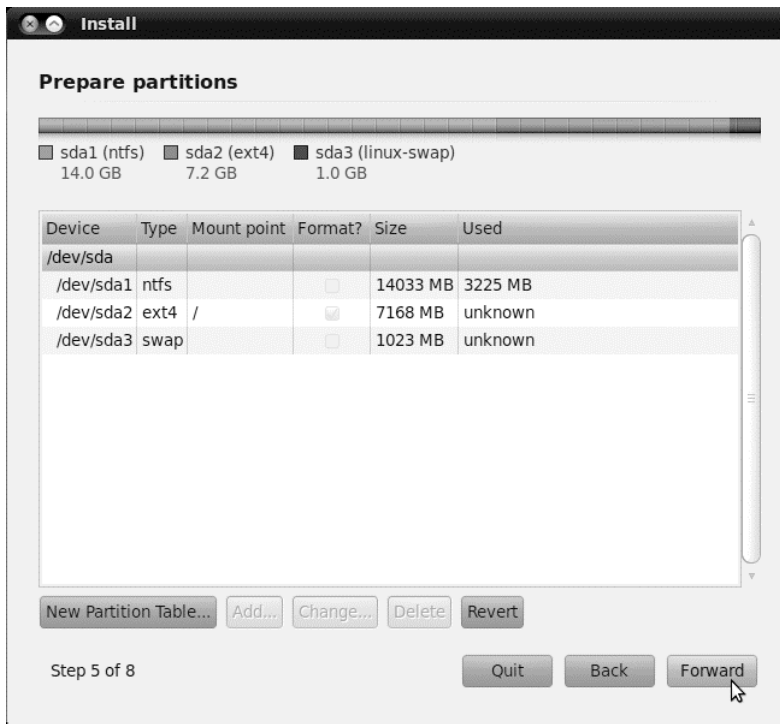 Install
Prepare partitions
sda1 (ntfs) sda2 (ext4) sda3 (linux-swap)
14.0 GB 7.2 GB 1.0 GB
Device Type Mount point Format? Size Used
/dev/sda
/dev/sda1 ntfs 14033 MB 3225 MB
/dev/sda2 ext4 / 7168 MB unknown
/dev/sda3 swap 1023 MB unknown
New Partition Table... Add... Change... Delete Revert
Step 5 of 8 Quit Back Forward